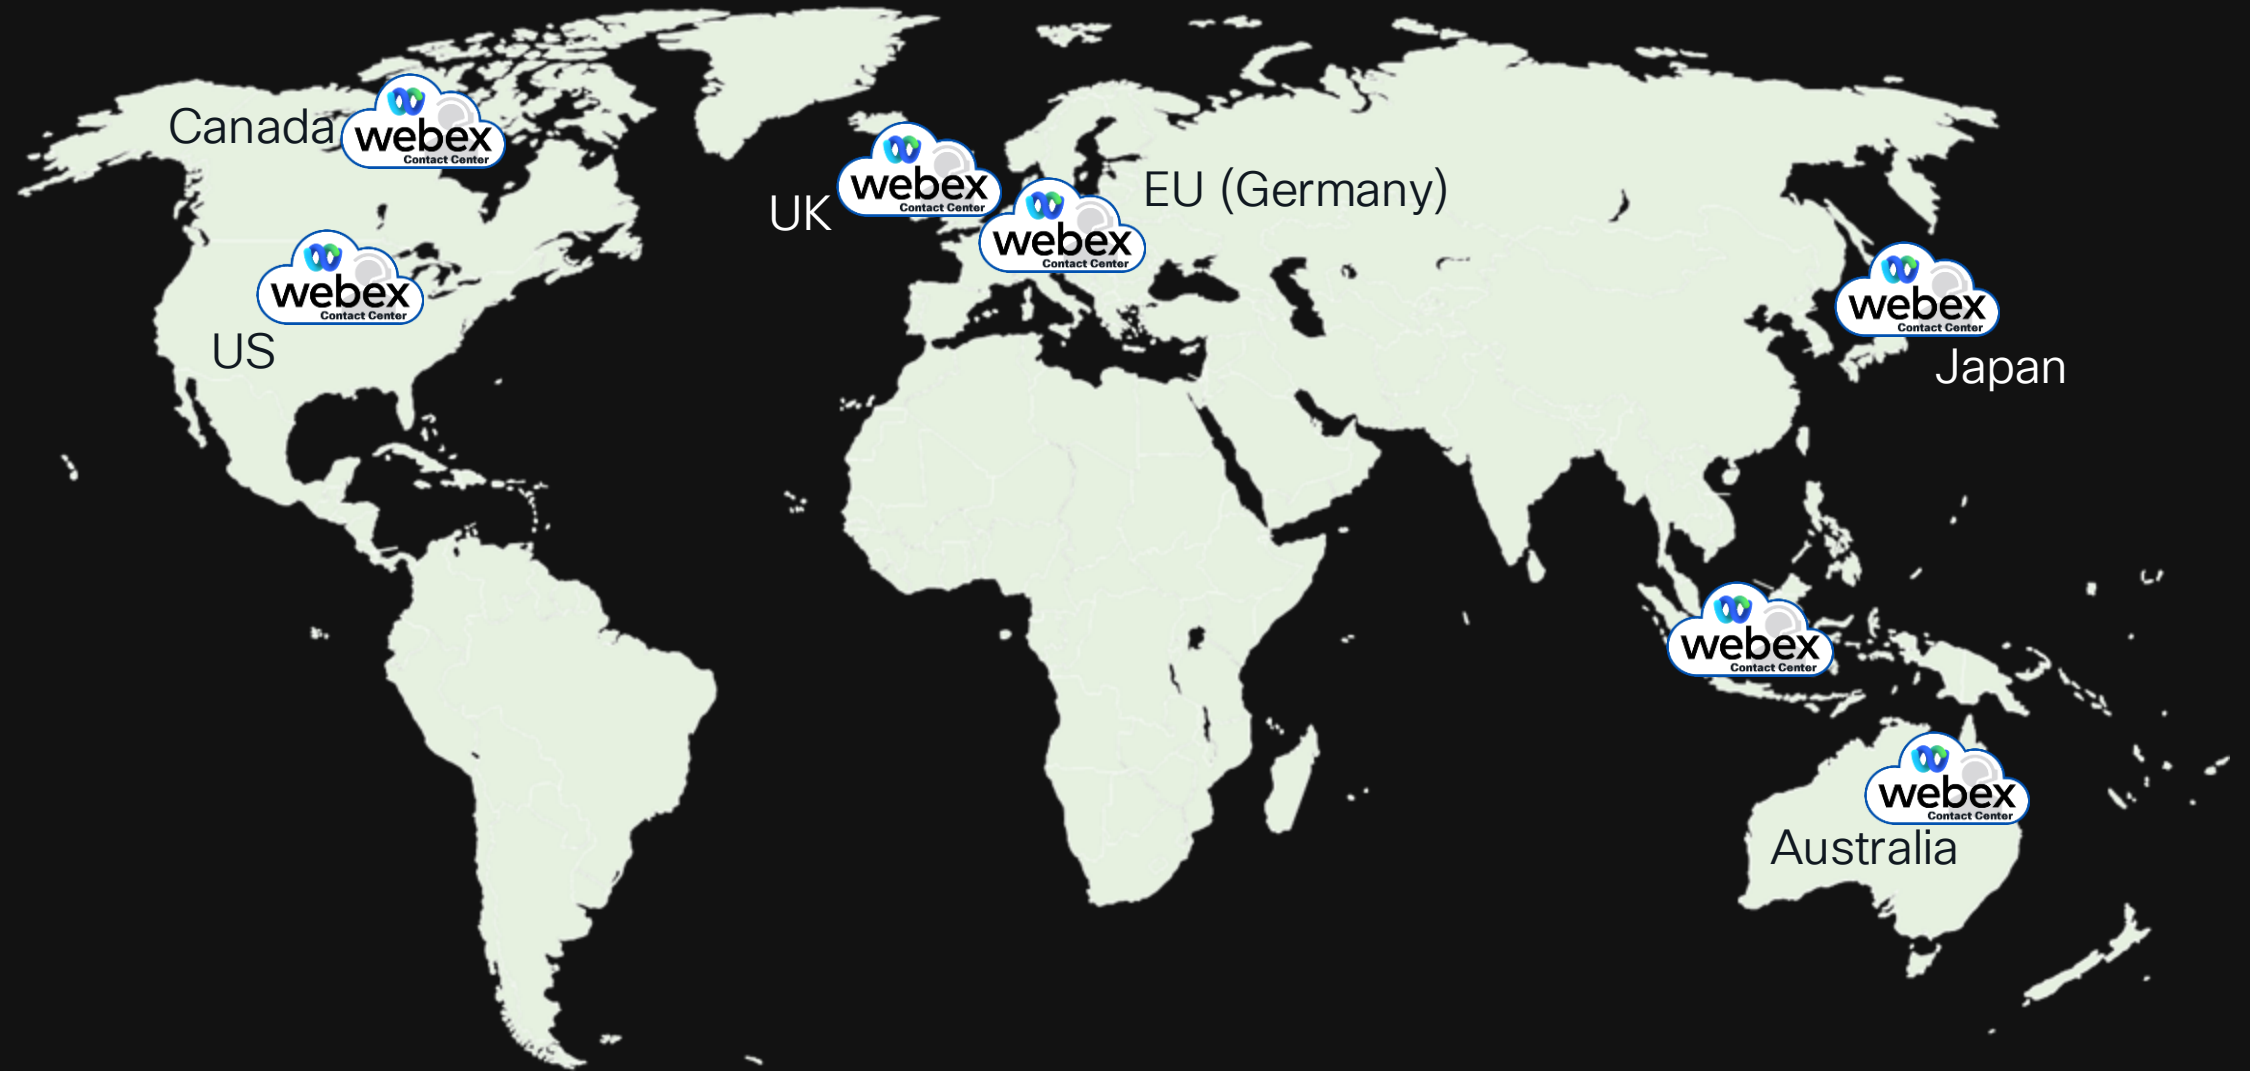 Canada
webex
Contact Center
UK
webex
Contact Center
EU (Germany)
webex
Contact Center
webex
Contact Center
US
webex
Contact Center
Japan
webex
Contact Center
webex
Contact Center
Australia